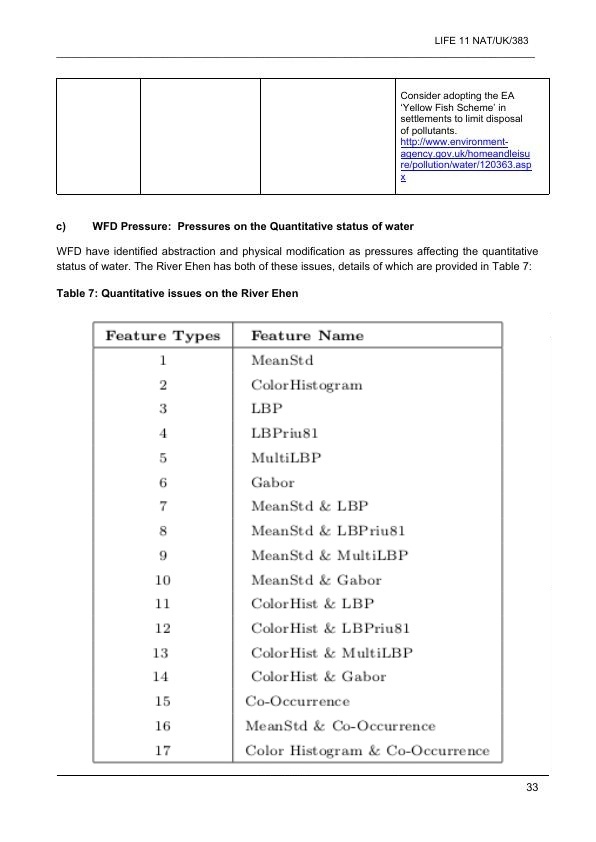 LIFE 11 NAT/UK/383
Consider adopting the EA
‘Yellow Fish Scheme’ in
settlements to limit disposal
of pollutants.
http://www.environment-
agency.gov.uk/homeandleisu
re/pollution/water/120363.asp
x
c) WFD Pressure: Pressures on the Quantitative status of water
WFD have identified abstraction and physical modification as pressures affecting the quantitative
status of water. The River Ehen has both of these issues, details of which are provided in Table 7:
Table 7: Quantitative issues on the River Ehen
Feature Types Feature Name
1 MeanStd
2 ColorHistogram
3 LBP
4 LBPriu81
5 MultiLBP
6 Gabor
7 MeanStd & LBP
8 MeanStd & LBPriu81
9 MeanStd & MultiLBP
10 MeanStd & Gabor
11 ColorHist & LBP
12 ColorHist & LBPriu81
13 ColorHist & MultiLBP
14 ColorHist & Gabor
15 Co-Occurrence
16 MeanStd & Co-Occurrence
17 Color Histogram & Co-Occurrence
33